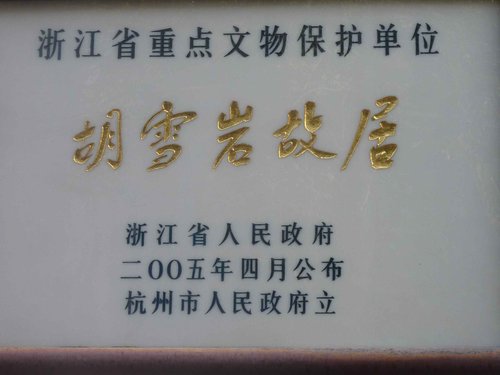 浙江省重点文物保护单位
胡雪岩故居
浙江省人民政府
二〇〇五年四月公布
杭州市人民政府立